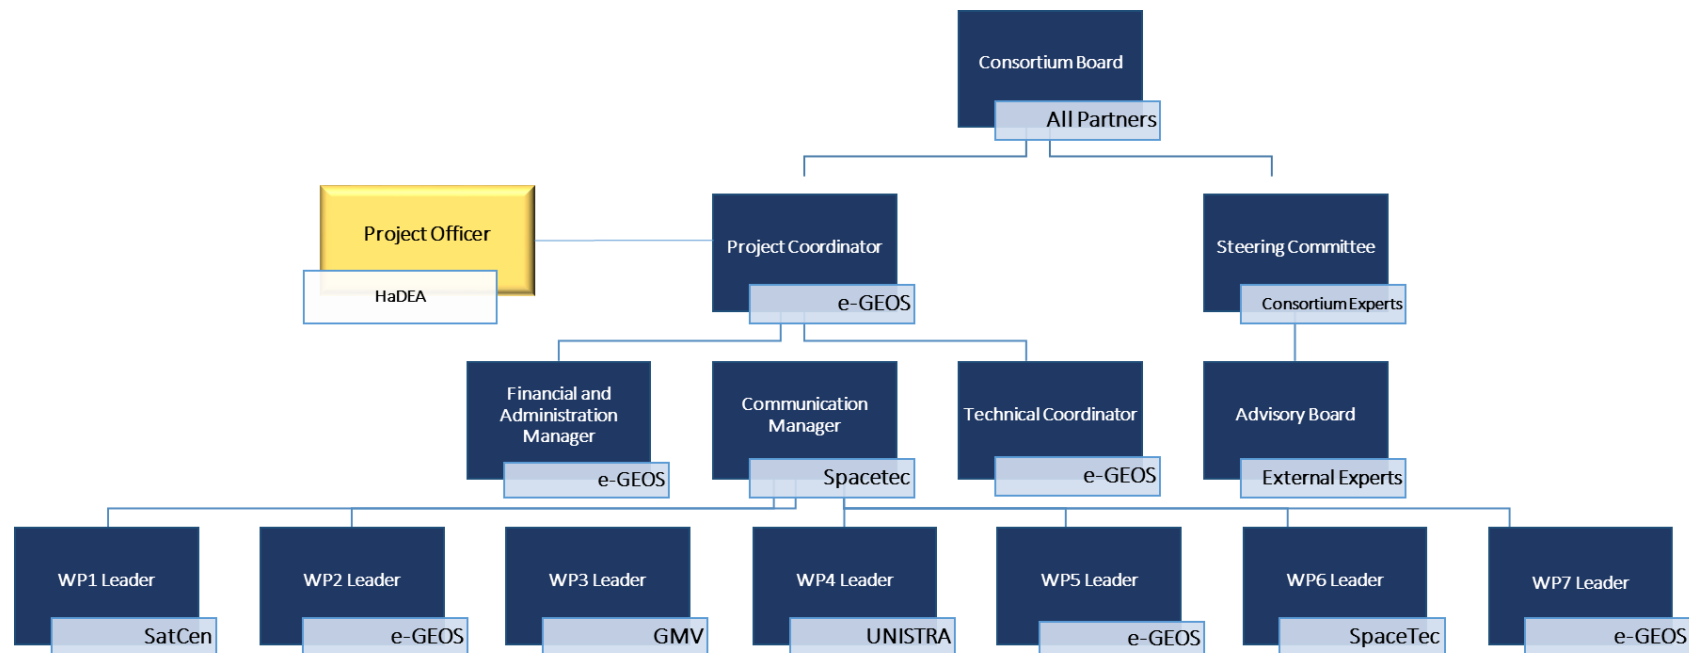 Consortium Board
All Partners
Project Officer
HaDEA
Project Coordinator
e-GEOS
Steering Committee
Consortium Experts
Financial and
Administration
Manager
e-GEOS
Communication
Manager
Spacetec
Technical Coordinator
e-GEOS
Advisory Board
External Experts
WP1 Leader
SatCen
WP2 Leader
e-GEOS
WP3 Leader
GMV
WP4 Leader
UNISTRA
WP5 Leader
e-GEOS
WP6 Leader
SpaceTec
WP7 Leader
e-GEOS